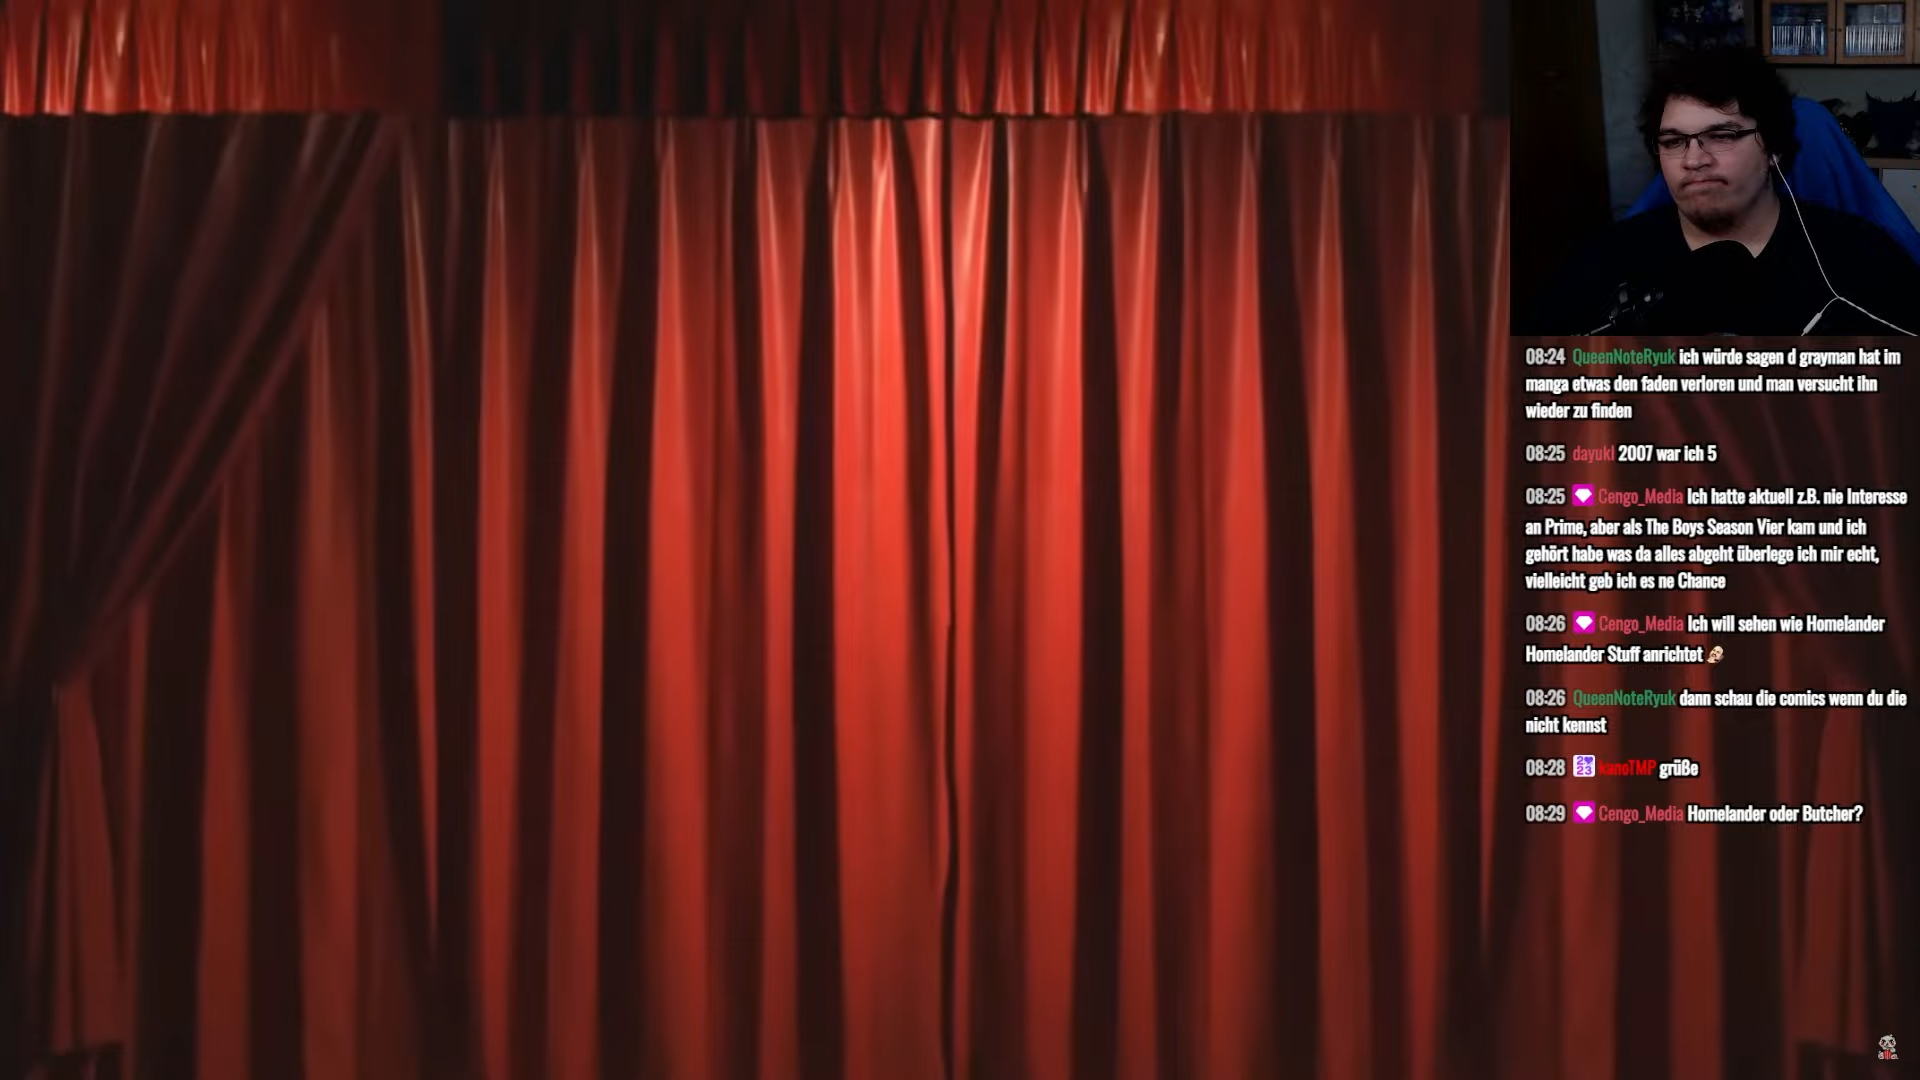 08:24 QueenNoteRyuk ich würde sagen d grayman hat im
manga etwas den faden verloren und man versucht ihn
wieder zu finden
08:25 dayuki 2007 war ich 5
08:25 Cengo_Media Ich hatte aktuell z.B. nie Interesse
an Prime, aber als The Boys Season Vier kam und ich
gehört habe was da alles abgeht überlege ich mir echt,
vielleicht geb ich es ne Chance
08:26 Cengo_Media Ich will sehen wie Homelander
Homelander Stuff anrichtet
08:26 QueenNoteRyuk dann schau die comics wenn du die
nicht kennst
08:28 kanoTMP grüße
08:29 Cengo_Media Homelander oder Butcher?